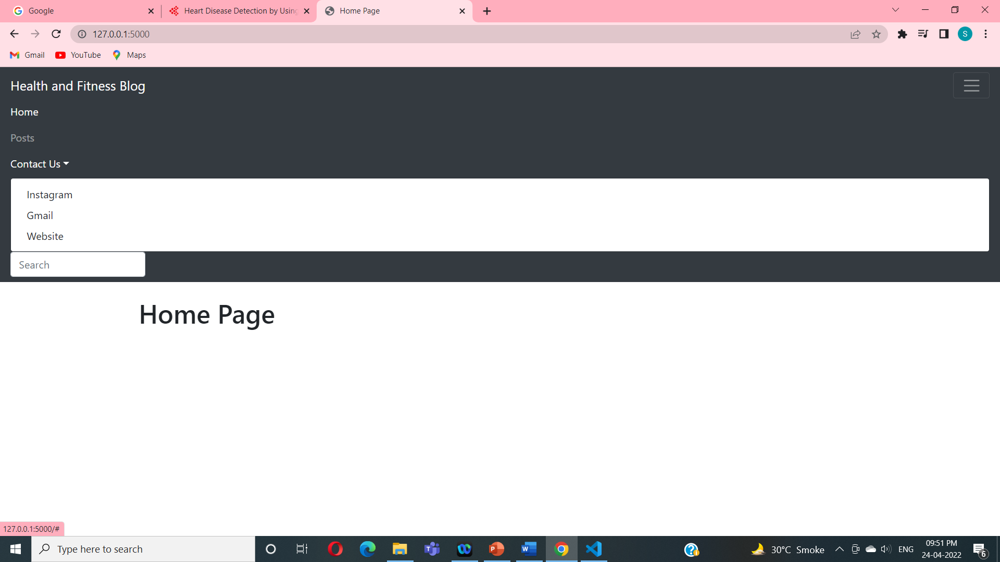 Google
Heart Disease Detection by Using
Home Page
127.0.0.1:5000
S
Gmail
YouTube
Maps
Health and Fitness Blog
Home
Posts
Contact Us
Instagram
Gmail
Website
Search
Home Page
127.0.0.1:5000/#
Type here to search
30°C Smoke
ENG
09:51 PM
24-04-2022
6